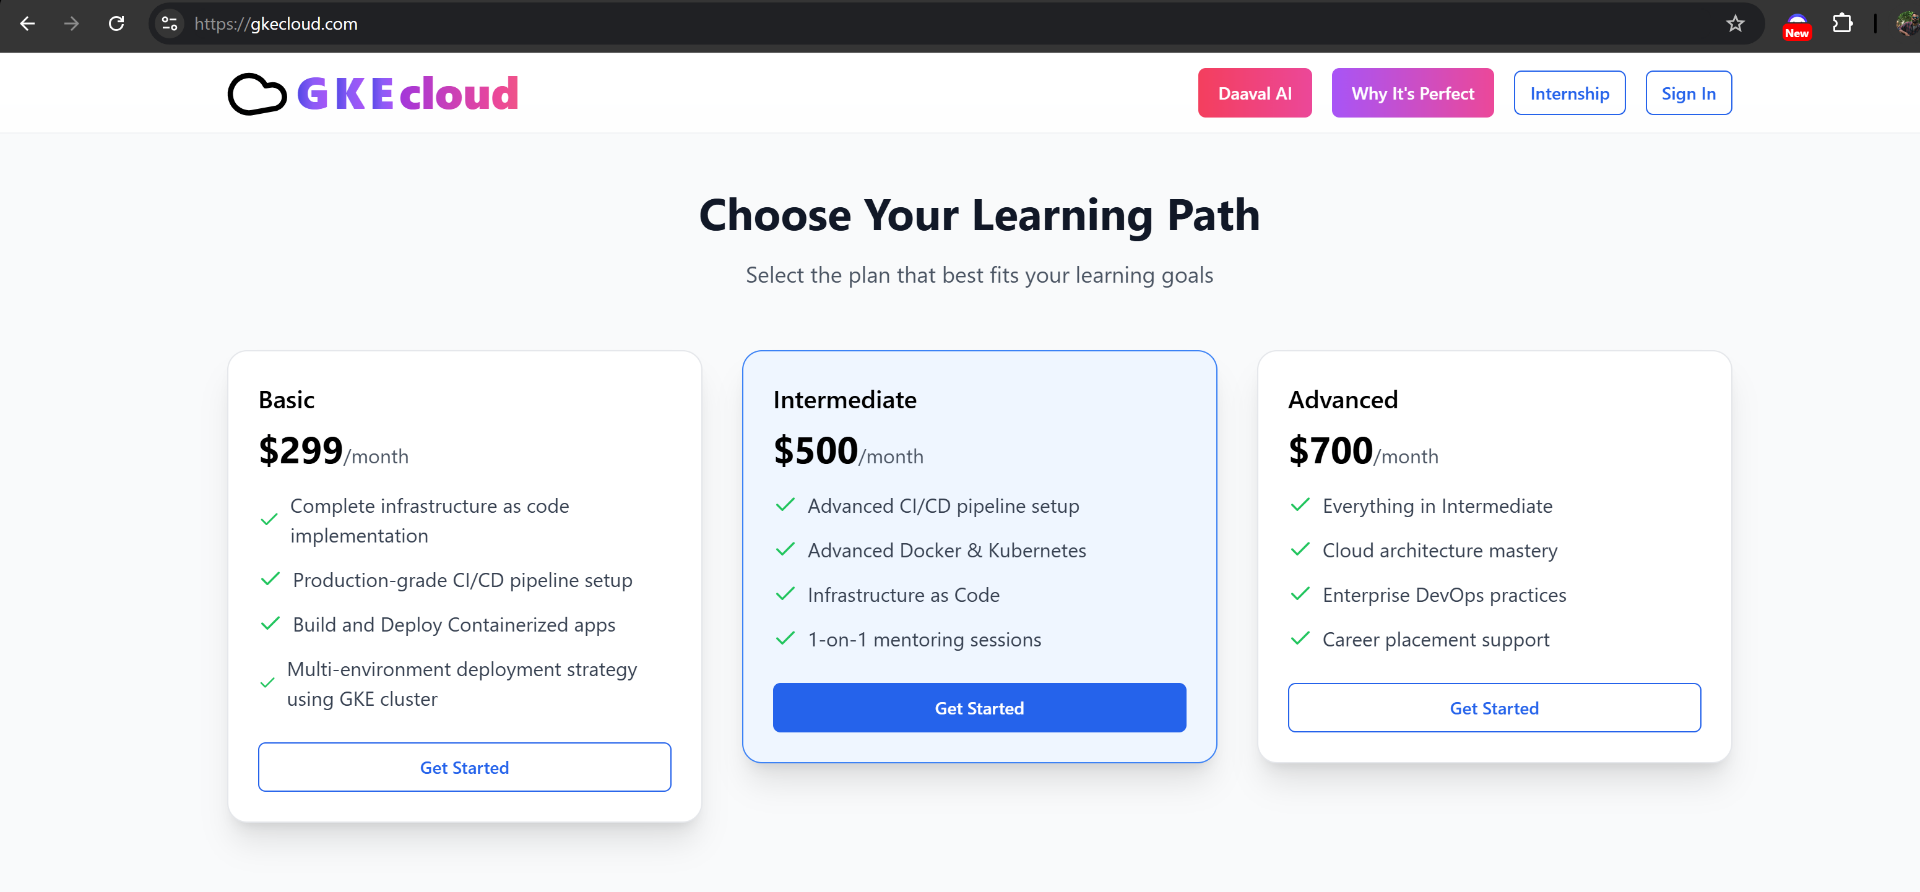 https://gkecloud.com
New
GKEcloud
Daaval AI
Why It's Perfect
Internship
Sign In
Choose Your Learning Path
Select the plan that best fits your learning goals
Basic
$299/month
Complete infrastructure as code
implementation
Production-grade CI/CD pipeline setup
Build and Deploy Containerized apps
Multi-environment deployment strategy
using GKE cluster
Get Started
Intermediate
$500/month
Advanced CI/CD pipeline setup
Advanced Docker & Kubernetes
Infrastructure as Code
1-on-1 mentoring sessions
Get Started
Advanced
$700/month
Everything in Intermediate
Cloud architecture mastery
Enterprise DevOps practices
Career placement support
Get Started